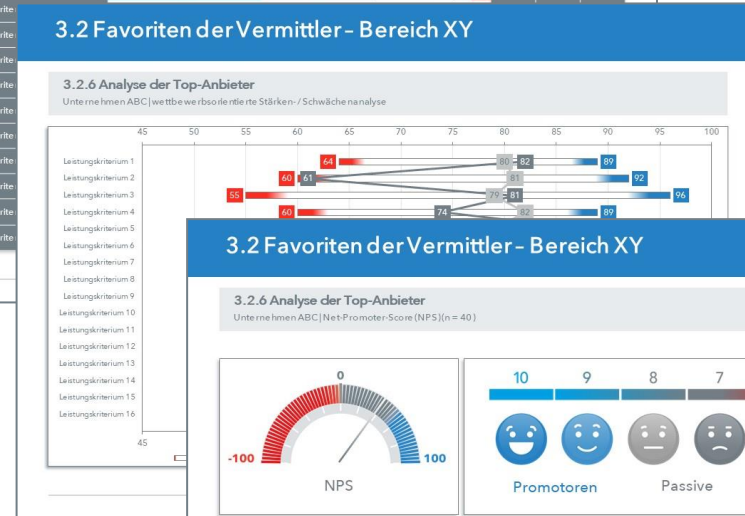 3.2 Favoriten der Vermittler – Bereich XY
3.2.6 Analyse der Top-Anbieter
Unternehmen ABC | wettbewerbsorientierte Stärken- / Schwächenanalyse
45 50 55 60 65 70 75 80 85 90 95 100
Leistungskriterium 1 64 80 82 89
Leistungskriterium 2 60 61 81 92
Leistungskriterium 3 55 79 81 96
Leistungskriterium 4 60 74 82 89
Leistungskriterium 5
Leistungskriterium 6
Leistungskriterium 7
Leistungskriterium 8
Leistungskriterium 9
Leistungskriterium 10
Leistungskriterium 11
Leistungskriterium 12
Leistungskriterium 13
Leistungskriterium 14
Leistungskriterium 15
Leistungskriterium 16
45
3.2 Favoriten der Vermittler – Bereich XY
3.2.6 Analyse der Top-Anbieter
Unternehmen ABC | Net-Promoter-Score (NPS) (n = 40)
0
-100 100
NPS
10 9 8 7
Promotoren Passive